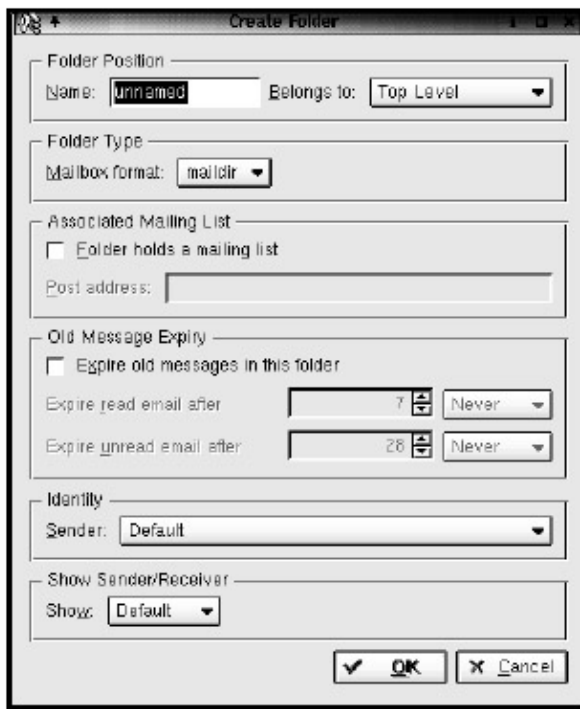 Create Folder
Folder Position
Name: unnamed Belongs to: Top Level
Folder Type
Mailbox format: maildir
Associated Mailing List
Folder holds a mailing list
Post address:
Old Message Expiry
Expire old messages in this folder
Expire read email after 7 Never
Expire unread email after 28 Never
Identity
Sender: Default
Show Sender/Receiver
Show: Default
OK Cancel